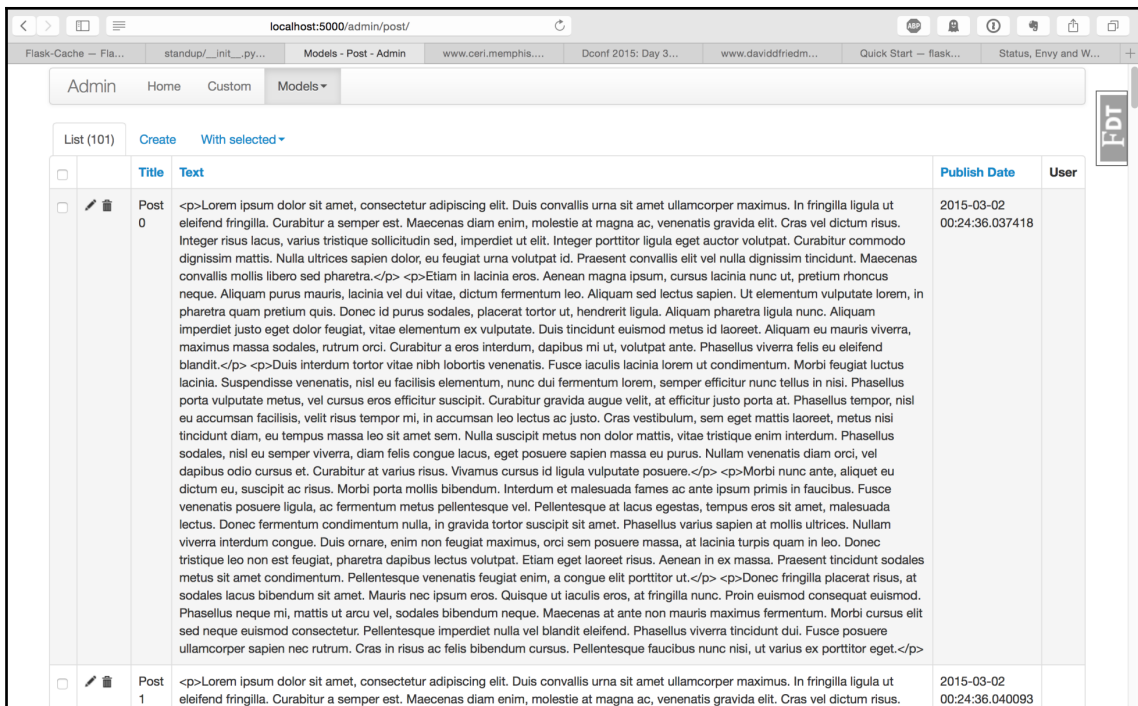 localhost:5000/admin/post/
ABP
Flask-Cache — Fla...
standup/__init__.py...
Models - Post - Admin
www.ceri.memphis....
Dconf 2015: Day 3...
www.daviddfriedm...
Quick Start — flask...
Status, Envy and W...
Admin
Home
Custom
Models
FDT
List (101)
Create
With selected
Title
Text
Publish Date
User
Post
0
<p>Lorem ipsum dolor sit amet, consectetur adipiscing elit. Duis convallis urna sit amet ullamcorper maximus. In fringilla ligula ut
eleifend fringilla. Curabitur a semper est. Maecenas diam enim, molestie at magna ac, venenatis gravida elit. Cras vel dictum risus.
Integer risus lacus, varius tristique sollicitudin sed, imperdiet ut elit. Integer porttitor ligula eget auctor volutpat. Curabitur commodo
dignissim mattis. Nulla ultrices sapien dolor, eu feugiat urna volutpat id. Praesent convallis elit vel nulla dignissim tincidunt. Maecenas
convallis mollis libero sed pharetra.</p> <p>Etiam in lacinia eros. Aenean magna ipsum, cursus lacinia nunc ut, pretium rhoncus
neque. Aliquam purus mauris, lacinia vel dui vitae, dictum fermentum leo. Aliquam sed lectus sapien. Ut elementum vulputate lorem, in
pharetra quam pretium quis. Donec id purus sodales, placerat tortor ut, hendrerit ligula. Aliquam pharetra ligula nunc. Aliquam
imperdiet justo eget dolor feugiat, vitae elementum ex vulputate. Duis tincidunt euismod metus id laoreet. Aliquam eu mauris viverra,
maximus massa sodales, rutrum orci. Curabitur a eros interdum, dapibus mi ut, volutpat ante. Phasellus viverra felis eu eleifend
blandit.</p> <p>Duis interdum tortor vitae nibh lobortis venenatis. Fusce iaculis lacinia lorem ut condimentum. Morbi feugiat luctus
lacinia. Suspendisse venenatis, nisl eu facilisis elementum, nunc dui fermentum lorem, semper efficitur nunc tellus in nisi. Phasellus
porta vulputate metus, vel cursus eros efficitur suscipit. Curabitur gravida augue velit, at efficitur justo porta at. Phasellus tempor, nisl
eu accumsan facilisis, velit risus tempor mi, in accumsan leo lectus ac justo. Cras vestibulum, sem eget mattis laoreet, metus nisi
tincidunt diam, eu tempus massa leo sit amet sem. Nulla suscipit metus non dolor mattis, vitae tristique enim interdum. Phasellus
sodales, nisl eu semper viverra, diam felis congue lacus, eget posuere sapien massa eu purus. Nullam venenatis diam orci, vel
dapibus odio cursus et. Curabitur at varius risus. Vivamus cursus id ligula vulputate posuere.</p> <p>Morbi nunc ante, aliquet eu
dictum eu, suscipit ac risus. Morbi porta mollis bibendum. Interdum et malesuada fames ac ante ipsum primis in faucibus. Fusce
venenatis posuere ligula, ac fermentum metus pellentesque vel. Pellentesque at lacus egestas, tempus eros sit amet, malesuada
lectus. Donec fermentum condimentum nulla, in gravida tortor suscipit sit amet. Phasellus varius sapien at mollis ultrices. Nullam
viverra interdum congue. Duis ornare, enim non feugiat maximus, orci sem posuere massa, at lacinia turpis quam in leo. Donec
tristique leo non est feugiat, pharetra dapibus lectus volutpat. Etiam eget laoreet risus. Aenean in ex massa. Praesent tincidunt sodales
metus sit amet condimentum. Pellentesque venenatis feugiat enim, a congue elit porttitor ut.</p> <p>Donec fringilla placerat risus, at
sodales lacus bibendum sit amet. Mauris nec ipsum eros. Quisque ut iaculis eros, at fringilla nunc. Proin euismod consequat euismod.
Phasellus neque mi, mattis ut arcu vel, sodales bibendum neque. Maecenas at ante non mauris maximus fermentum. Morbi cursus elit
sed neque euismod consectetur. Pellentesque imperdiet nulla vel blandit eleifend. Phasellus viverra tincidunt dui. Fusce posuere
ullamcorper sapien nec rutrum. Cras in risus ac felis bibendum cursus. Pellentesque faucibus nunc nisi, ut varius ex porttitor eget.</p>
2015-03-02
00:24:36.037418
Post
1
<p>Lorem ipsum dolor sit amet, consectetur adipiscing elit. Duis convallis urna sit amet ullamcorper maximus. In fringilla ligula ut
eleifend fringilla. Curabitur a semper est. Maecenas diam enim, molestie at magna ac, venenatis gravida elit. Cras vel dictum risus.
2015-03-02
00:24:36.040093